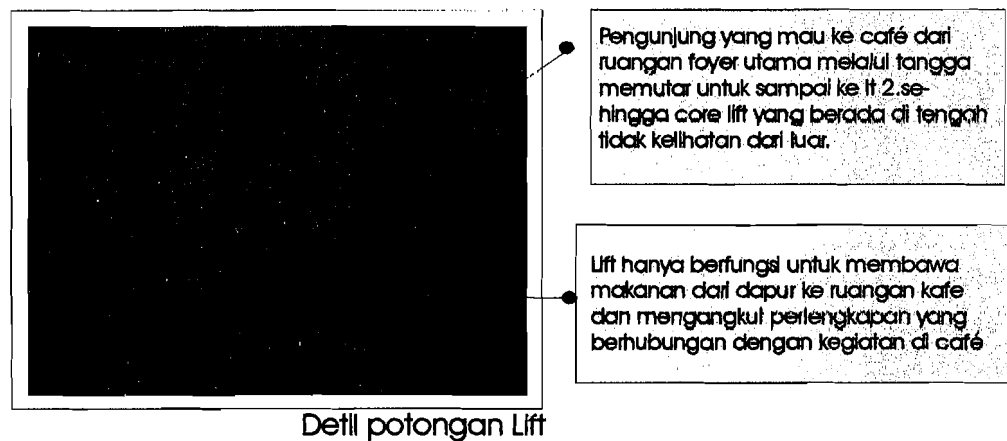 Pengunjung yang mau ke café dari
ruangan foyer utama melalui tangga
memutar untuk sampai ke lt 2.se-
hingga core lift yang berada di tengah
tidak kelihatan dari luar.
Lift hanya berfungsi untuk membawa
makanan dari dapur ke ruangan kafe
dan mengangkut perlengkapan yang
berhubungan dengan kegiatan di café
Detil potongan Lift